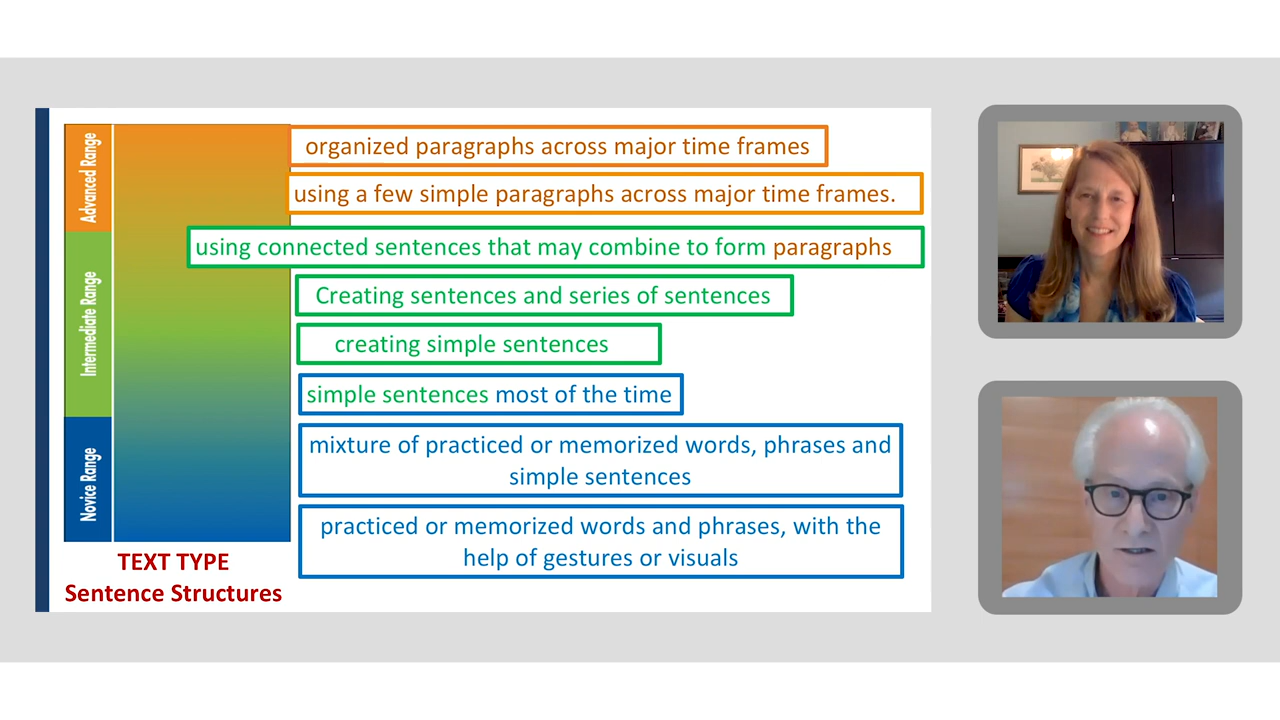 Advanced Range
organized paragraphs across major time frames
using a few simple paragraphs across major time frames.
using connected sentences that may combine to form paragraphs
Intermediate Range
Creating sentences and series of sentences
creating simple sentences
simple sentences most of the time
Novice Range
mixture of practiced or memorized words, phrases and
simple sentences
practiced or memorized words and phrases, with the
help of gestures or visuals
TEXT TYPE
Sentence Structures